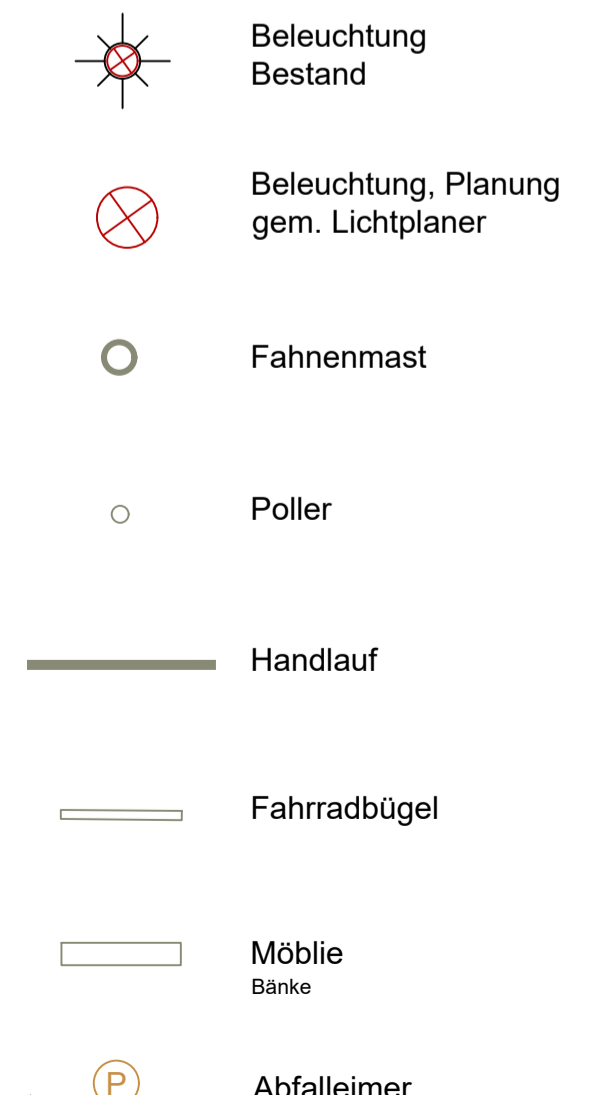 Beleuchtung
Bestand
Beleuchtung, Planung
gem. Lichtplaner
Fahnenmast
Poller
Handlauf
Fahrradbügel
Möblie
Bänke
P
Abfalleimer